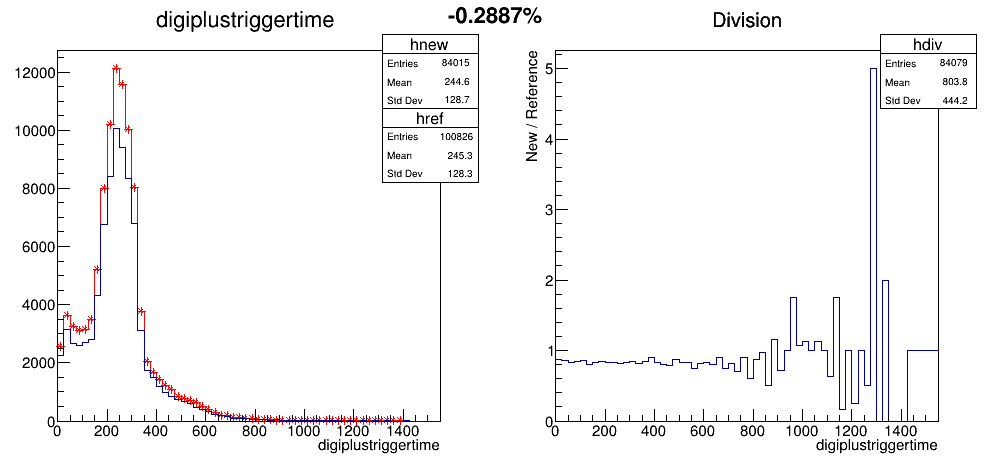 digiplustriggertime
-0.2887%
Division
hnew
Entries 84015
Mean 244.6
Std Dev 128.7
href
Entries 100826
Mean 245.3
Std Dev 128.3
12000
10000
8000
6000
4000
2000
0
0 200 400 600 800 1000 1200 1400
digiplustriggertime
hdiv
Entries 84079
Mean 803.8
Std Dev 444.2
New / Reference
5
4
3
2
1
0
0 200 400 600 800 1000 1200 1400
digiplustriggertime